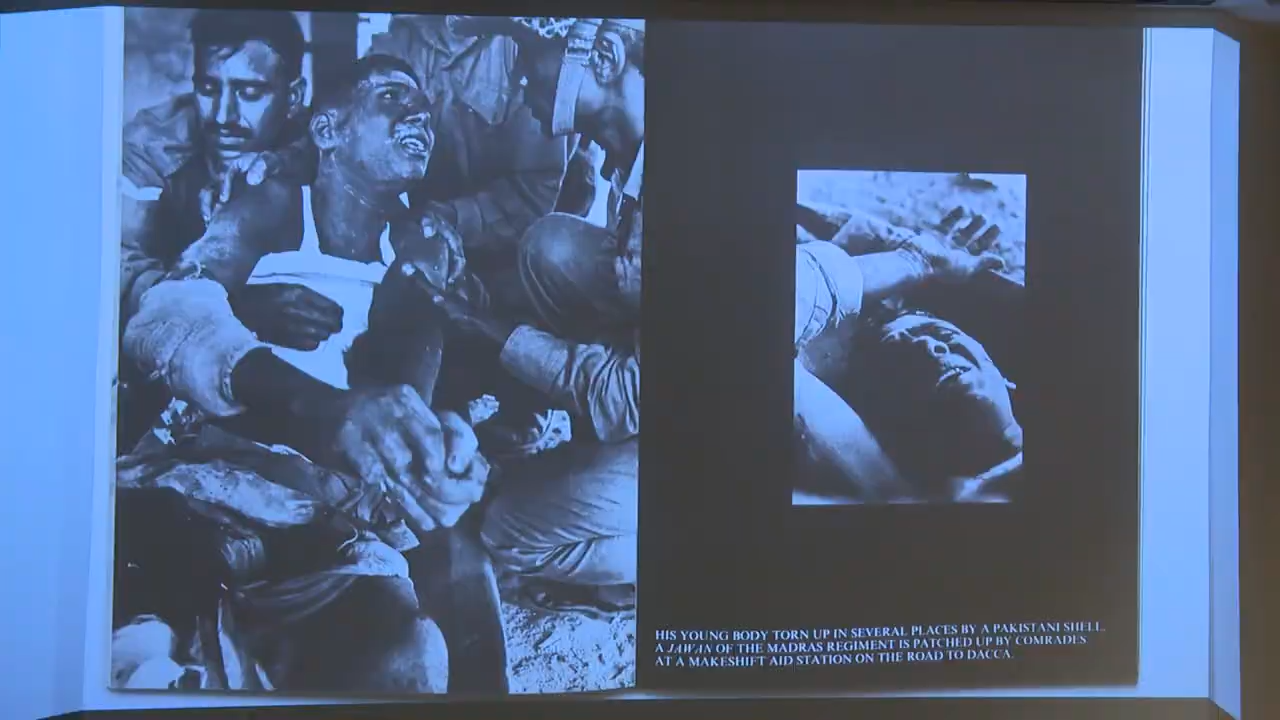 HIS YOUNG BODY TORN UP IN SEVERAL PLACES BY A PAKISTANI SHELL.
A JAWAN OF THE MADRAS REGIMENT IS PATCHED UP BY COMRADES
AT A MAKESHIFT AID STATION ON THE ROAD TO DACCA.